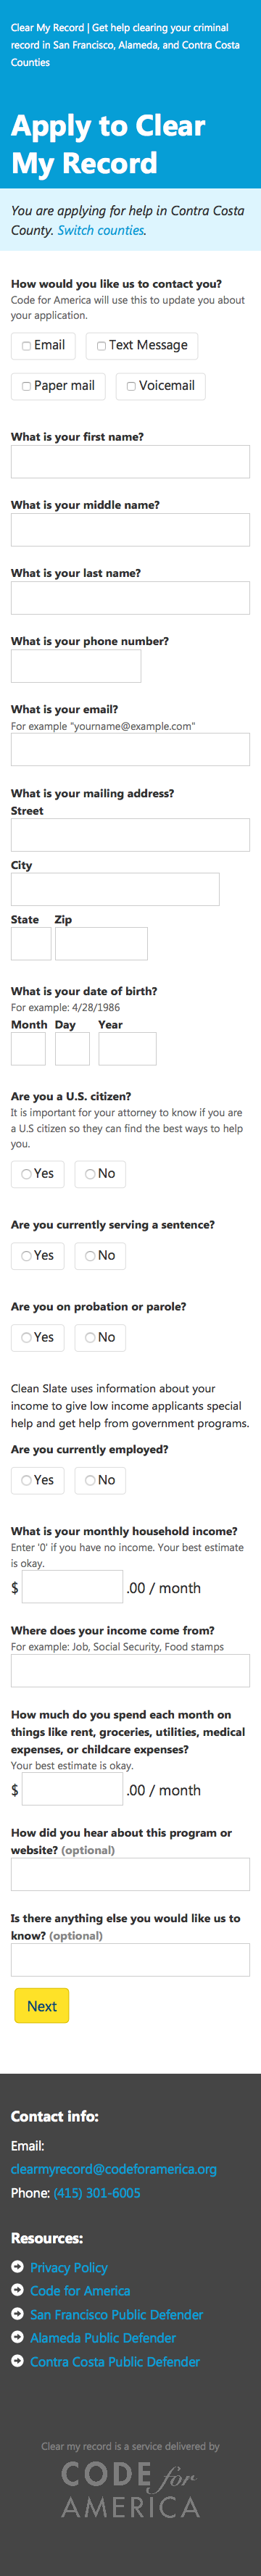 Clear My Record | Get help clearing your criminal
record in San Francisco, Alameda, and Contra Costa
Counties
Apply to Clear
My Record
You are applying for help in Contra Costa
County. Switch counties.
How would you like us to contact you?
Code for America will use this to update you about
your application.
Email Text Message
Paper mail Voicemail
What is your first name?
What is your middle name?
What is your last name?
What is your phone number?
What is your email?
For example "yourname@example.com"
What is your mailing address?
Street
City
State Zip
What is your date of birth?
For example: 4/28/1986
Month Day Year
Are you a U.S. citizen?
It is important for your attorney to know if you are
a U.S citizen so they can find the best ways to help
you.
Yes No
Are you currently serving a sentence?
Yes No
Are you on probation or parole?
Yes No
Clean Slate uses information about your
income to give low income applicants special
help and get help from government programs.
Are you currently employed?
Yes No
What is your monthly household income?
Enter '0' if you have no income. Your best estimate
is okay.
$ .00 / month
Where does your income come from?
For example: Job, Social Security, Food stamps
How much do you spend each month on
things like rent, groceries, utilities, medical
expenses, or childcare expenses?
Your best estimate is okay.
$ .00 / month
How did you hear about this program or
website? (optional)
Is there anything else you would like us to
know? (optional)
Next
Contact info:
Email:
clearmyrecord@codeforamerica.org
Phone: (415) 301-6005
Resources:
Privacy Policy
Code for America
San Francisco Public Defender
Alameda Public Defender
Contra Costa Public Defender
Clear my record is a service delivered by
CODE for
AMERICA